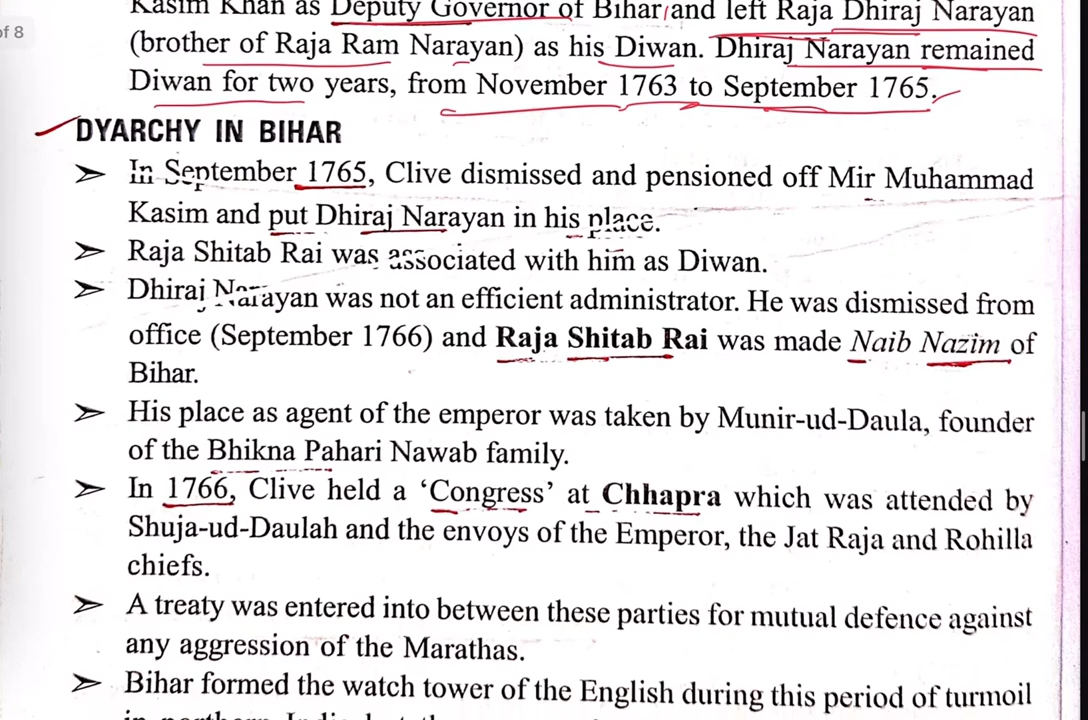 of 8
Kasim Khan as Deputy Governor of Bihar and left Raja Dhiraj Narayan
(brother of Raja Ram Narayan) as his Diwan. Dhiraj Narayan remained
Diwan for two years, from November 1763 to September 1765.
DYARCHY IN BIHAR
➢ In September 1765, Clive dismissed and pensioned off Mir Muhammad
Kasim and put Dhiraj Narayan in his place.
➢ Raja Shitab Rai was associated with him as Diwan.
➢ Dhiraj Narayan was not an efficient administrator. He was dismissed from
office (September 1766) and Raja Shitab Rai was made Naib Nazim of
Bihar.
➢ His place as agent of the emperor was taken by Munir-ud-Daula, founder
of the Bhikna Pahari Nawab family.
➢ In 1766, Clive held a ‘Congress’ at Chhapra which was attended by
Shuja-ud-Daulah and the envoys of the Emperor, the Jat Raja and Rohilla
chiefs.
➢ A treaty was entered into between these parties for mutual defence against
any aggression of the Marathas.
➢ Bihar formed the watch tower of the English during this period of turmoil